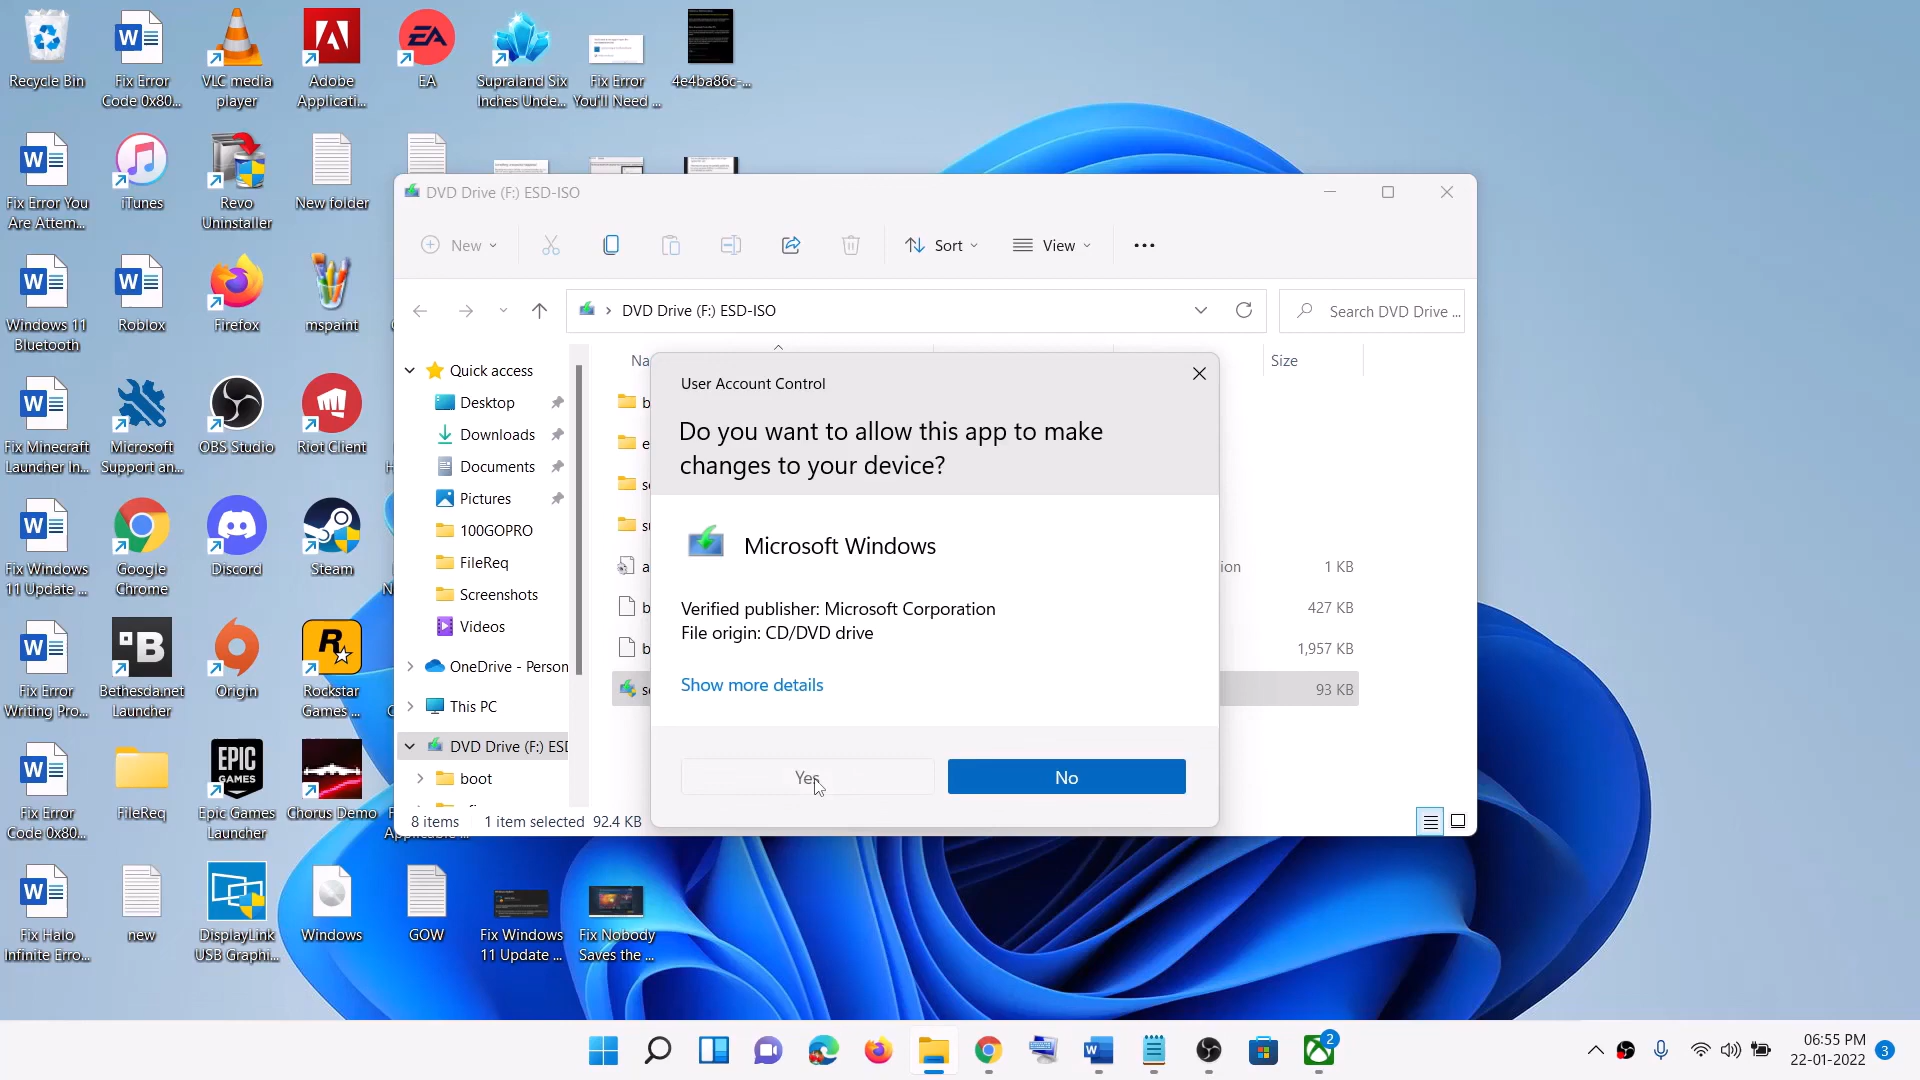 Recycle Bin
Fix Error
Code 0x80...
VLC media
player
Adobe
Applicati...
EA
Supraland Six
Inches Unde...
Fix Error
You'll Need ...
4e4ba86c-...
Fix Error You
Are Attem...
iTunes
Revo
Uninstaller
New folder
Windows 11
Bluetooth
Roblox
Firefox
mspaint
Fix Minecraft
Launcher In...
Microsoft
Support an...
OBS Studio
Riot Client
Fix Windows
11 Update ...
Google
Chrome
Discord
Steam
Fix Error
Writing Pro...
Bethesda.net
Launcher
Origin
Rockstar
Games ...
Fix Error
Code 0x80...
FileReq
EPIC
GAMES
Epic Games
Launcher
Chorus Demo
Fix Halo
Infinite Erro...
new
DisplayLink
USB Graphi...
Windows
GOW
Fix Windows
11 Update ...
Fix Nobody
Saves the ...
DVD Drive (F:) ESD-ISO
New
Sort
View
DVD Drive (F:) ESD-ISO
Search DVD Drive ...
Quick access
Desktop
Downloads
Documents
Pictures
100GOPRO
FileReq
Screenshots
Videos
OneDrive - Person
This PC
DVD Drive (F:) ESD
boot
Na
Size
1 KB
427 KB
1,957 KB
93 KB
8 items 1 item selected 92.4 KB
User Account Control
Do you want to allow this app to make
changes to your device?
Microsoft Windows
Verified publisher: Microsoft Corporation
File origin: CD/DVD drive
Show more details
Yes
No
2
06:55 PM
22-01-2022
3